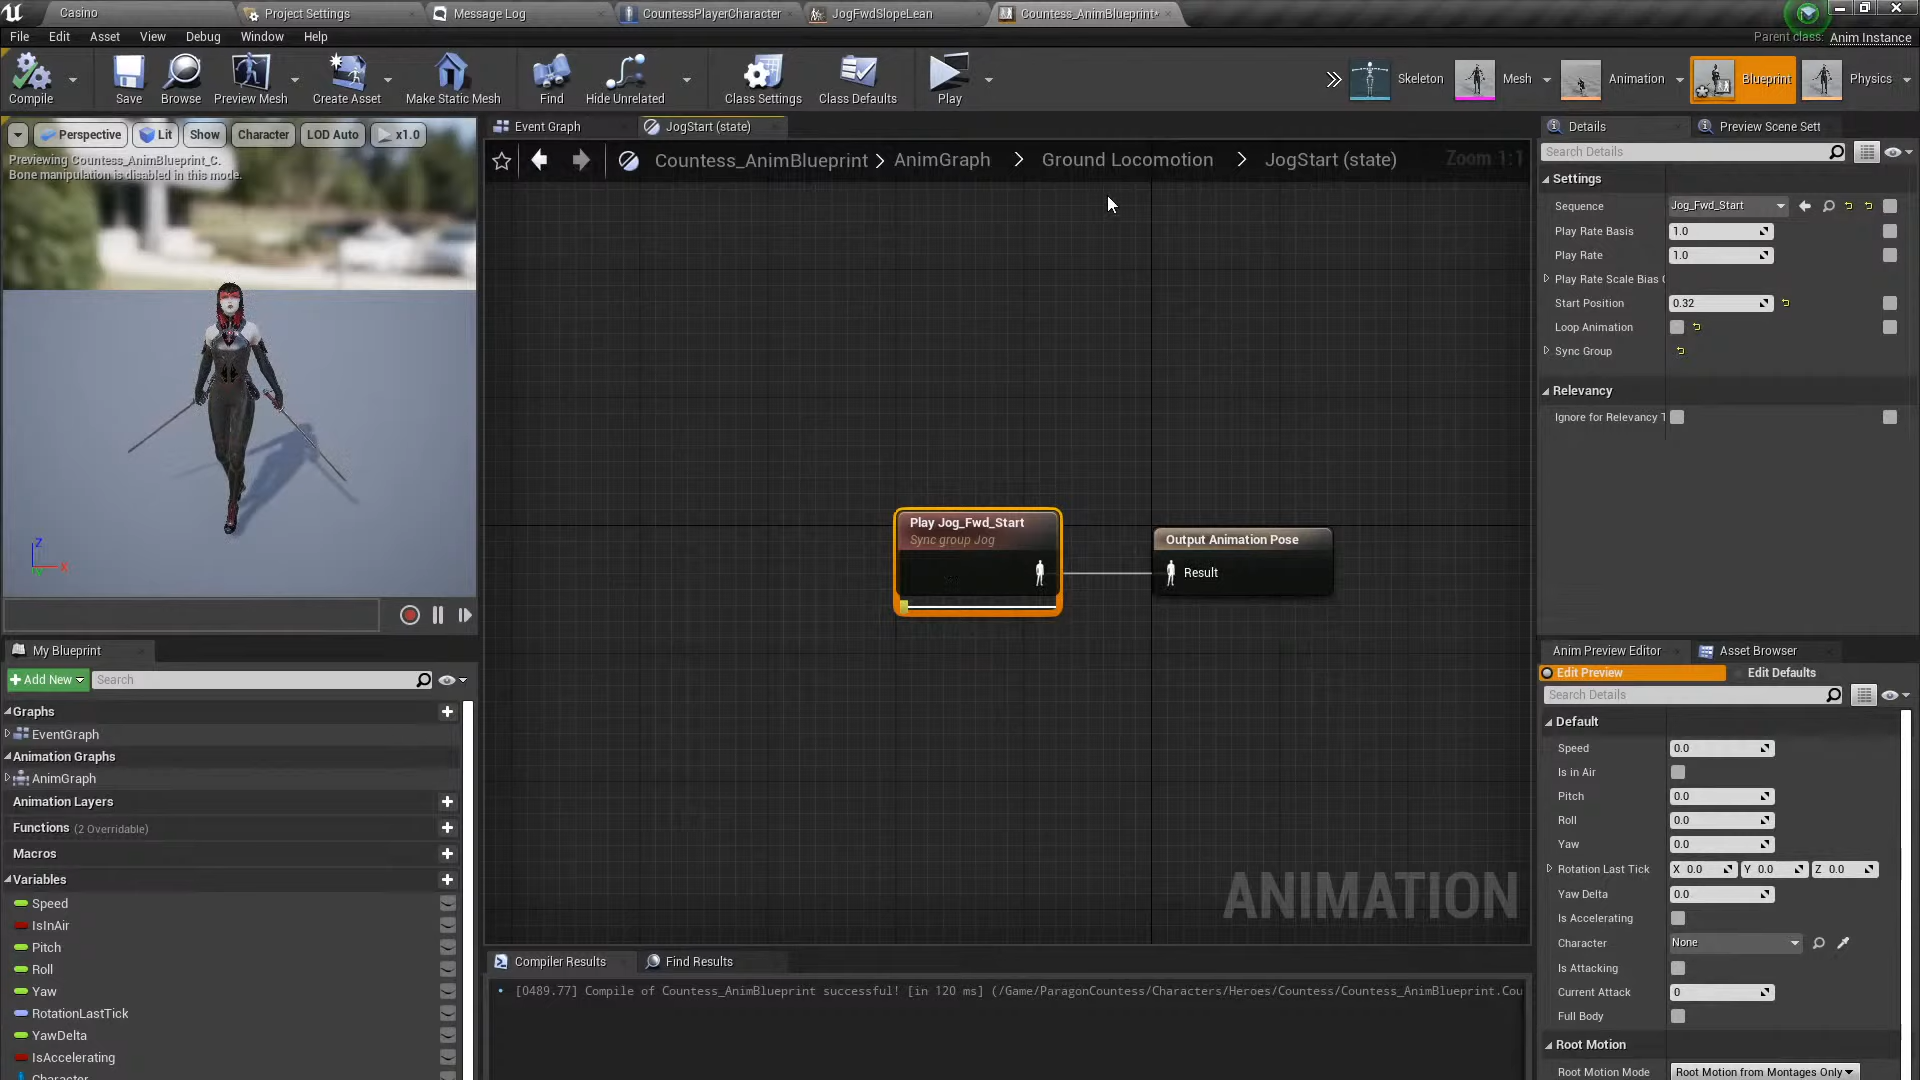 Casino
Project Settings
Message Log
CountessPlayerCharacter
JogFwdSlopeLean
Countess_AnimBlueprint*
File
Edit
Asset
View
Debug
Window
Help
Parent class: Anim Instance
Compile
Save
Browse
Preview Mesh
Create Asset
Make Static Mesh
Find
Hide Unrelated
Class Settings
Class Defaults
Play
Skeleton
Mesh
Animation
Blueprint
Physics
Perspective
Lit
Show
Character
LOD Auto
x1.0
Previewing Countess_AnimBlueprint_C.
Bone manipulation is disabled in this mode.
Z
X
Event Graph
JogStart (state)
Countess_AnimBlueprint > AnimGraph > Ground Locomotion > JogStart (state)
Zoom 1:1
Play Jog_Fwd_Start
Sync group Jog
Output Animation Pose
Result
ANIMATION
Details
Preview Scene Sett
Search Details
Settings
Sequence
Jog_Fwd_Start
Play Rate Basis
1.0
Play Rate
1.0
Play Rate Scale Bias C
Start Position
0.32
Loop Animation
Sync Group
Relevancy
Ignore for Relevancy T
My Blueprint
Add New
Search
Graphs
EventGraph
Animation Graphs
AnimGraph
Animation Layers
Functions (2 Overridable)
Macros
Variables
Speed
IsInAir
Pitch
Roll
Yaw
RotationLastTick
YawDelta
IsAccelerating
Character
Compiler Results
Find Results
[0489.77] Compile of Countess_AnimBlueprint successful! [in 120 ms] (/Game/ParagonCountess/Characters/Heroes/Countess/Countess_AnimBlueprint.Cou
Anim Preview Editor
Asset Browser
Edit Preview
Edit Defaults
Search Details
Default
Speed
0.0
Is in Air
Pitch
0.0
Roll
0.0
Yaw
0.0
Rotation Last Tick
X 0.0
Y 0.0
Z 0.0
Yaw Delta
0.0
Is Accelerating
Character
None
Is Attacking
Current Attack
0
Full Body
Root Motion
Root Motion Mode
Root Motion from Montages Only